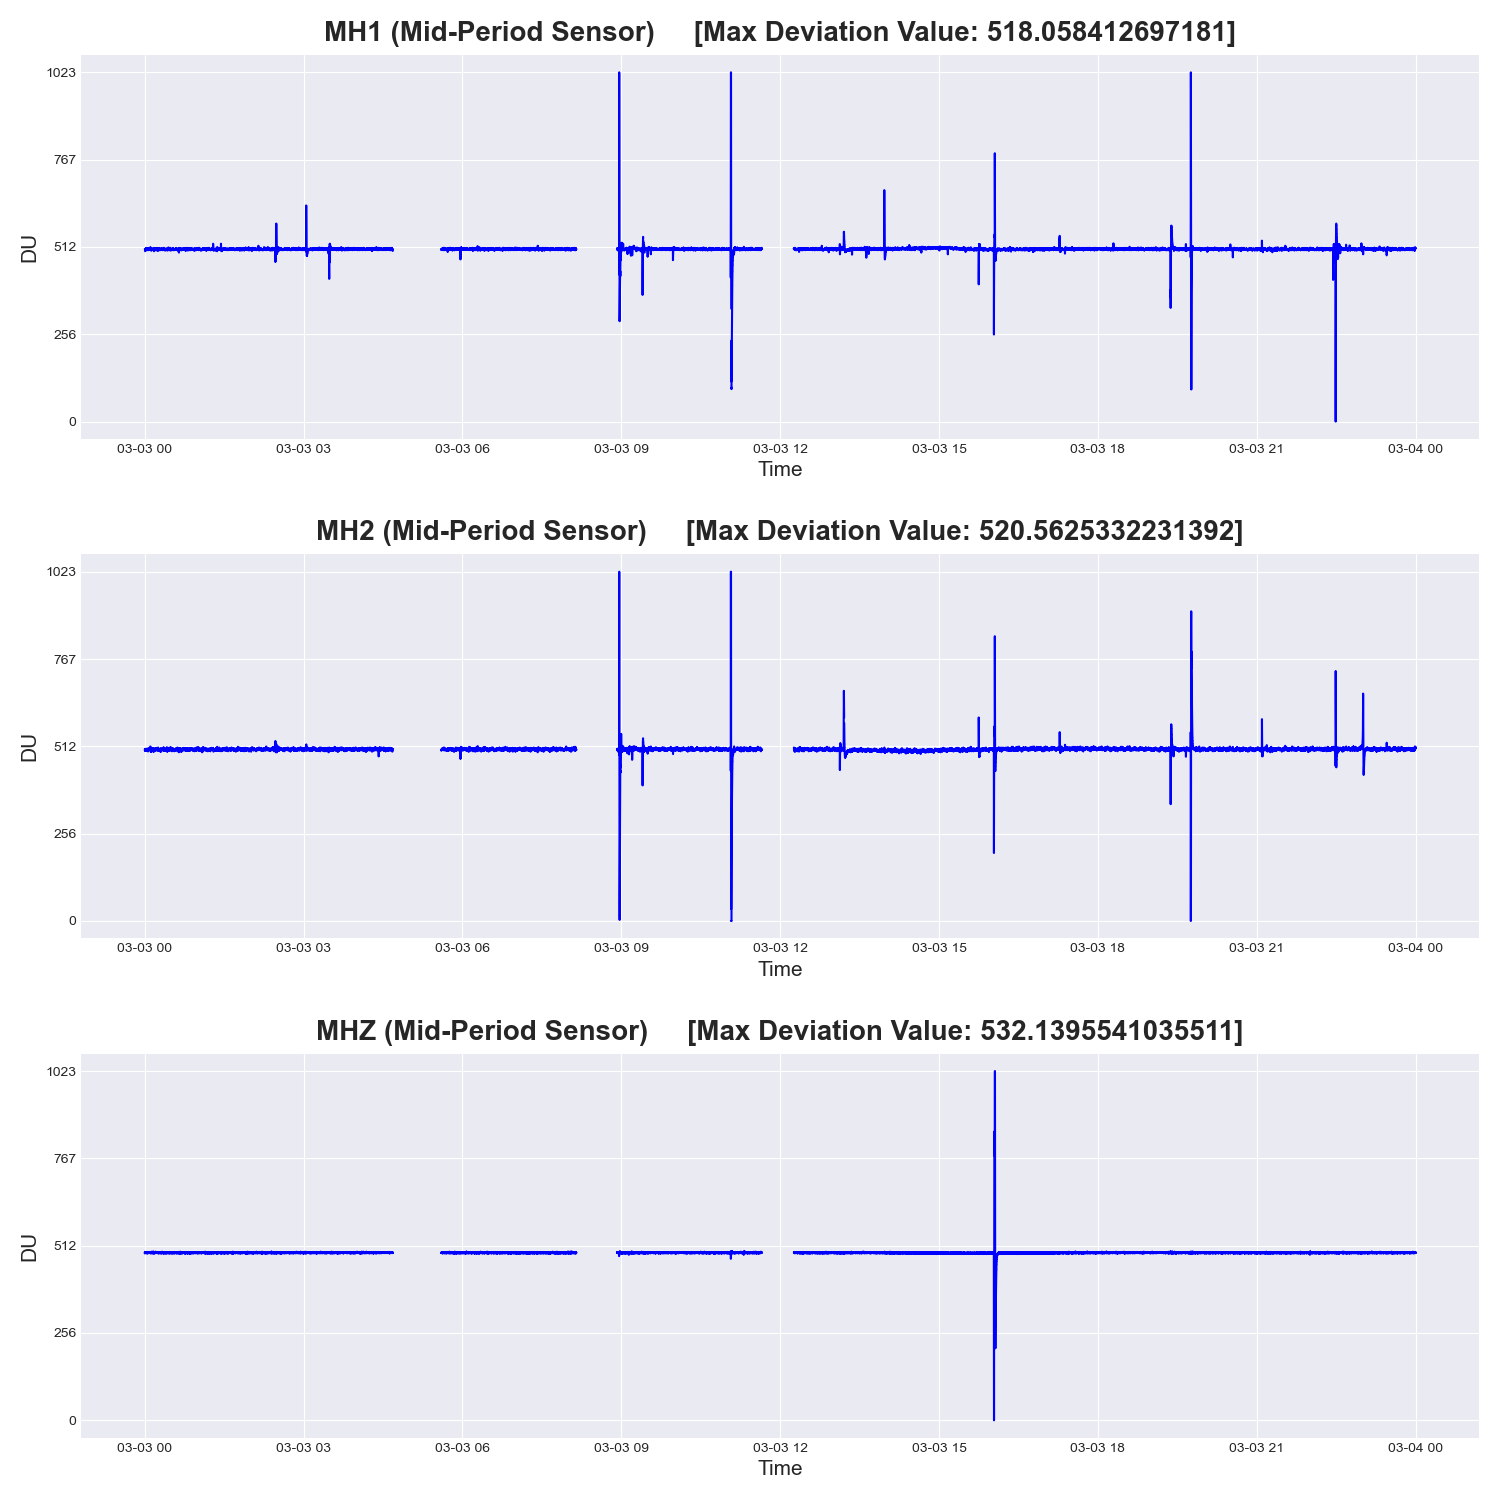 MH1 (Mid-Period Sensor) [Max Deviation Value: 518.058412697181]
1023
767
512
256
0
DU
03-03 00 03-03 03 03-03 06 03-03 09 03-03 12 03-03 15 03-03 18 03-03 21 03-04 00
Time
MH2 (Mid-Period Sensor) [Max Deviation Value: 520.5625332231392]
1023
767
512
256
0
DU
03-03 00 03-03 03 03-03 06 03-03 09 03-03 12 03-03 15 03-03 18 03-03 21 03-04 00
Time
MHZ (Mid-Period Sensor) [Max Deviation Value: 532.1395541035511]
1023
767
512
256
0
DU
03-03 00 03-03 03 03-03 06 03-03 09 03-03 12 03-03 15 03-03 18 03-03 21 03-04 00
Time